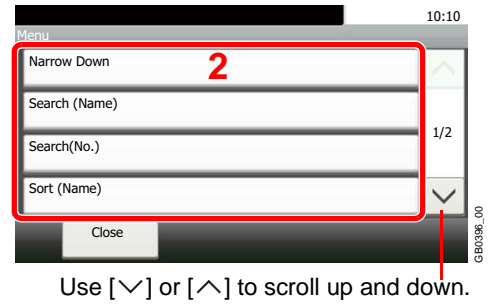 10:10
Menu
Narrow Down
2
Search (Name)
1/2
Search(No.)
Sort (Name)
Close
GB0396_00
Use [∨] or [∧] to scroll up and down.